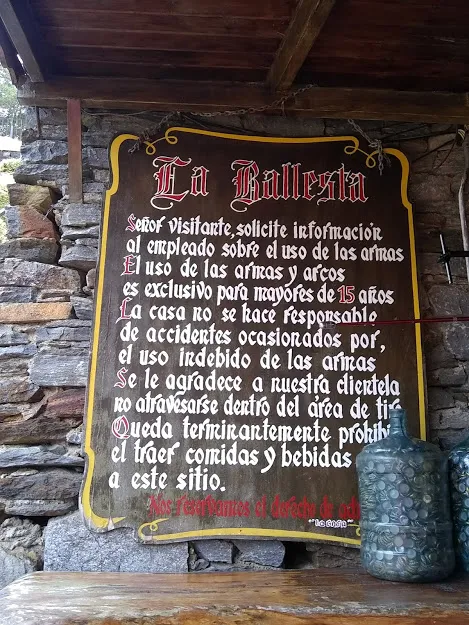 La Ballesta
Señor visitante, solicite información
al empleado sobre el uso de las armas
El uso de las armas y arcos
es exclusivo para mayores de 15 años
La casa no se hace responsable
de accidentes ocasionados por,
el uso indebido de las armas
Se le agradece a nuestra clientela
no atravesarse dentro del área de tiro
Queda terminantemente prohibi
el traer comidas y bebidas
a este sitio.
Nos reservamos el derecho de
"La Casa"